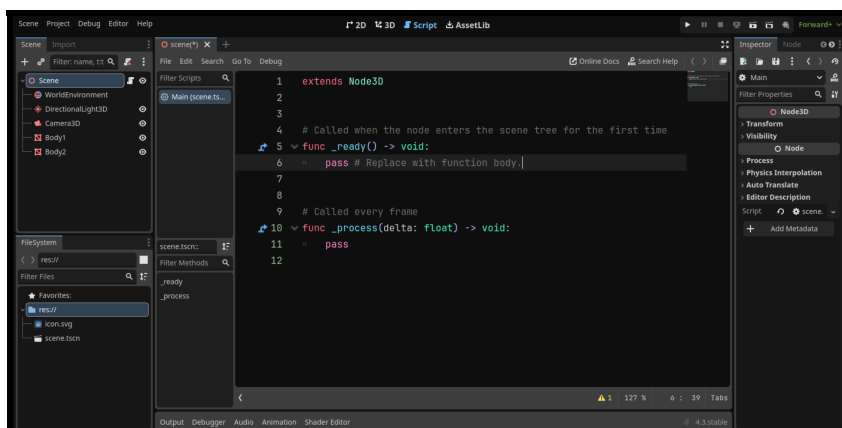 Scene Project Debug Editor Help
2D 3D Script AssetLib
Forward+
Scene Import
Filter: name, t:t
Scene
WorldEnvironment
DirectionalLight3D
Camera3D
Body1
Body2
FileSystem
res://
Filter Files
Favorites:
res://
icon.svg
scene.tscn
scene(*)
File Edit Search Go To Debug
Online Docs Search Help
Filter Scripts
Main (scene.ts...
scene.tscn::
Filter Methods
_ready
_process
1 extends Node3D
2
3
4 # Called when the node enters the scene tree for the first time
5 func _ready() -> void:
6 pass # Replace with function body.
7
8
9 # Called every frame
10 func _process(delta: float) -> void:
11 pass
12
1 127 % 6 : 39 Tabs
Output Debugger Audio Animation Shader Editor
4.3.stable
Inspector Node
Main
Filter Properties
Node3D
Transform
Visibility
Node
Process
Physics Interpolation
Auto Translate
Editor Description
Script scene.
Add Metadata